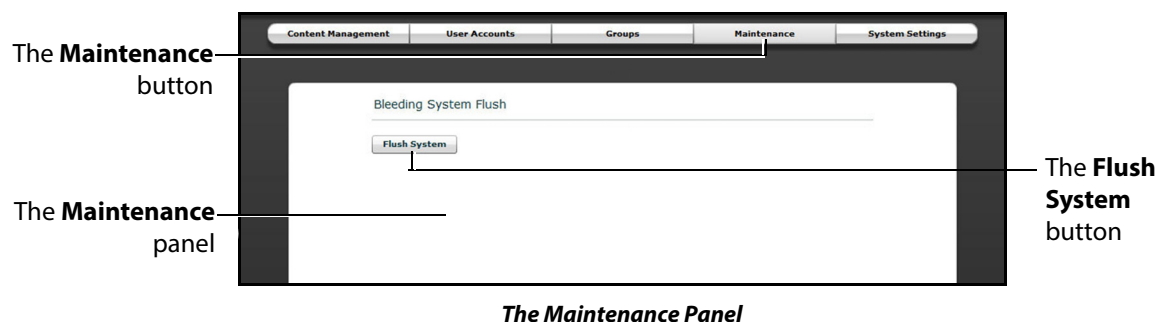 Content Management User Accounts Groups Maintenance System Settings
The Maintenance
button
Bleeding System Flush
Flush System
The Flush
System
button
The Maintenance
panel
The Maintenance Panel